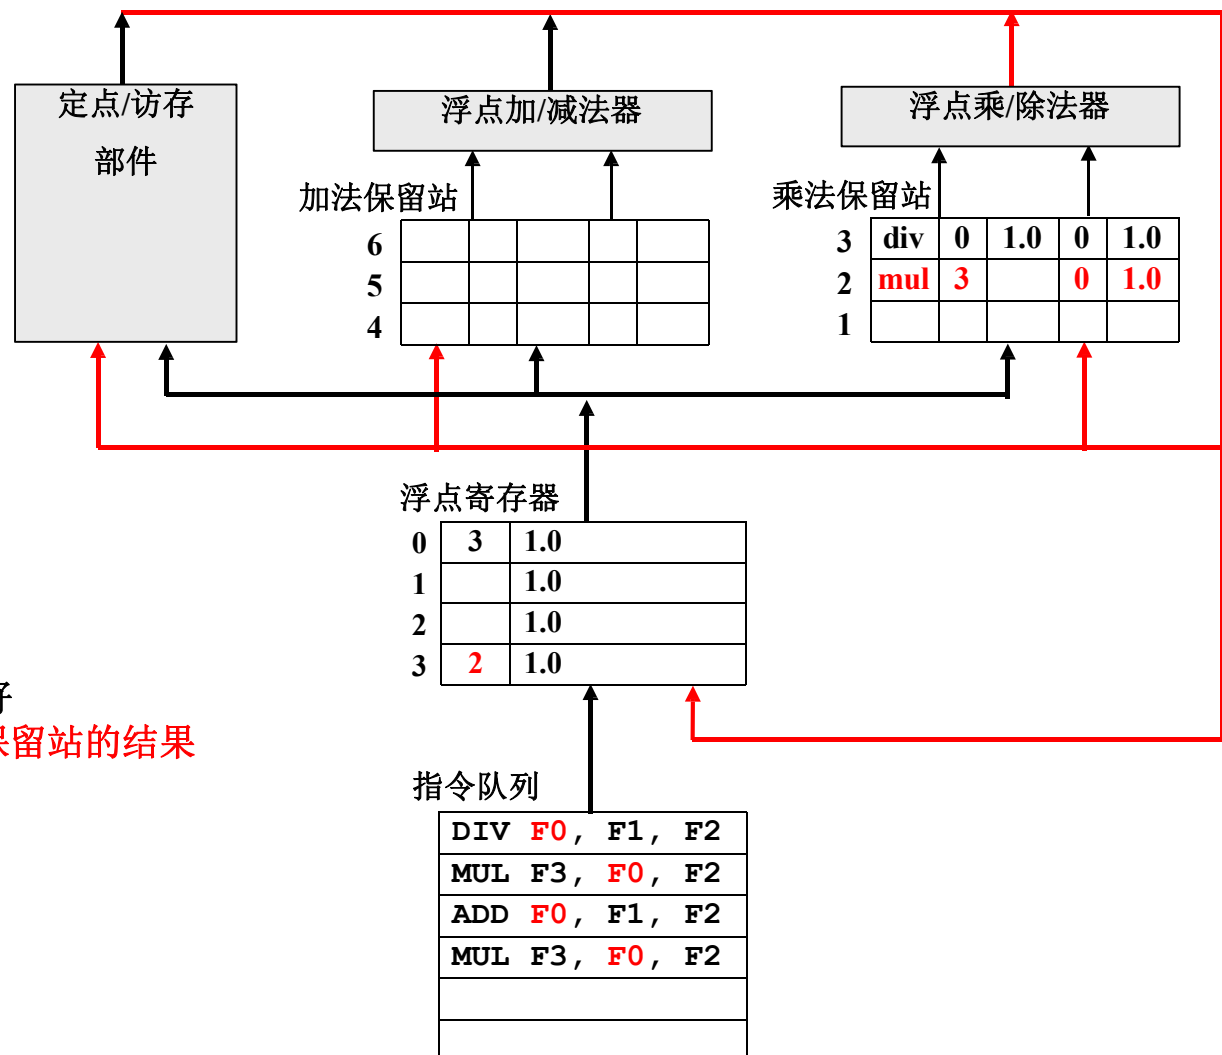 定点/访存
部件
浮点加/减法器
浮点乘/除法器
加法保留站
6
5
4
乘法保留站
3 div 0 1.0 0 1.0
2 mul 3 0 1.0
1
浮点寄存器
0 3 1.0
1 1.0
2 1.0
3 2 1.0
留站的结果
指令队列
DIV F0, F1, F2
MUL F3, F0, F2
ADD F0, F1, F2
MUL F3, F0, F2